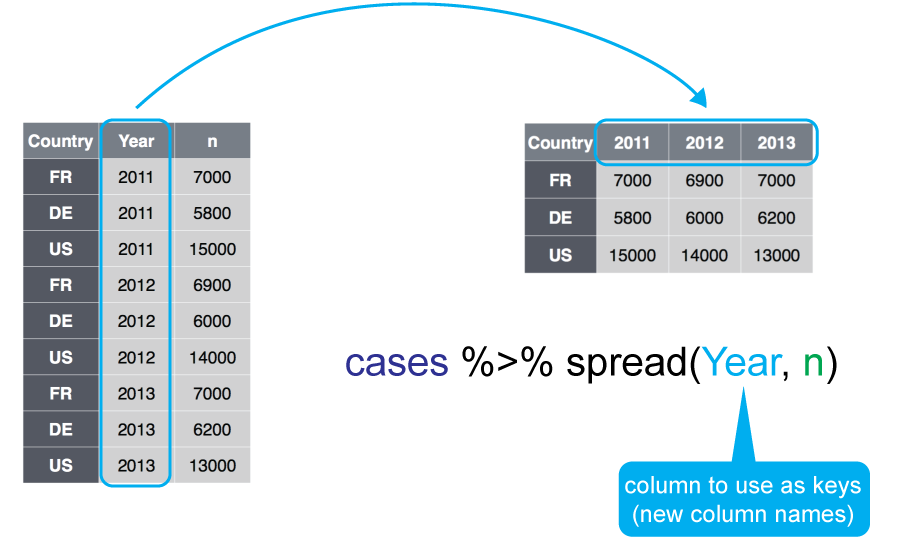 Country Year n
FR 2011 7000
DE 2011 5800
US 2011 15000
FR 2012 6900
DE 2012 6000
US 2012 14000
FR 2013 7000
DE 2013 6200
US 2013 13000
Country 2011 2012 2013
FR 7000 6900 7000
DE 5800 6000 6200
US 15000 14000 13000
cases %>% spread(Year, n)
column to use as keys
(new column names)